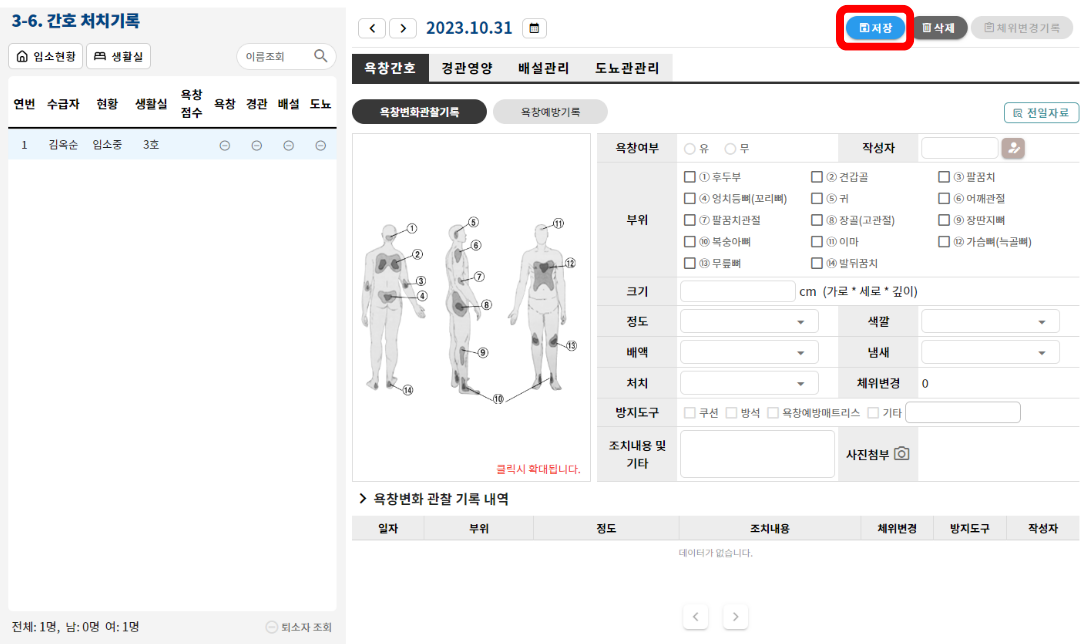 3-6. 간호 처치기록
입소현황 생활실 이름조회
연번 수급자 현황 생활실 욕창 점수 욕창 경관 배설 도뇨
1 김옥순 입소중 3호
전체: 1명, 남: 0명 여: 1명
퇴소자 조회
2023.10.31
저장 삭제 체위변경기록
욕창간호 경관영양 배설관리 도뇨관관리
욕창변화관찰기록 욕창예방기록 전일자료
① ② ③ ④ ⑤ ⑥ ⑦ ⑧ ⑨ ⑩ ⑪ ⑫ ⑬ ⑭
클릭시 확대됩니다.
욕창여부 유 무 작성자
부위
① 후두부 ② 견갑골 ③ 팔꿈치
④ 엉치등뼈(꼬리뼈) ⑤ 귀 ⑥ 어깨관절
⑦ 팔꿈치관절 ⑧ 장골(고관절) ⑨ 장딴지뼈
⑩ 복숭아뼈 ⑪ 이마 ⑫ 가슴뼈(늑골뼈)
⑬ 무릎뼈 ⑭ 발뒤꿈치
크기 cm (가로 * 세로 * 깊이)
정도 색깔
배액 냄새
처치 체위변경 0
방지도구 쿠션 방석 욕창예방매트리스 기타
조치내용 및
기타
사진첨부
욕창변화 관찰 기록 내역
일자 부위 정도 조치내용 체위변경 방지도구 작성자
데이터가 없습니다.